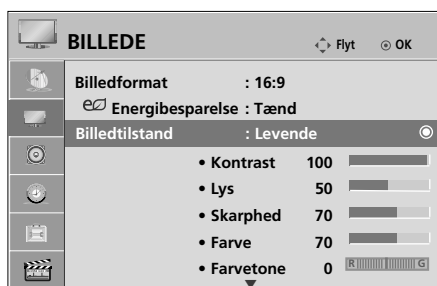 BILLEDE Flyt OK
Billedformat : 16:9
Energibesparelse : Tænd
Billedtilstand : Levende
• Kontrast 100
• Lys 50
• Skarphed 70
• Farve 70
• Farvetone 0 R G